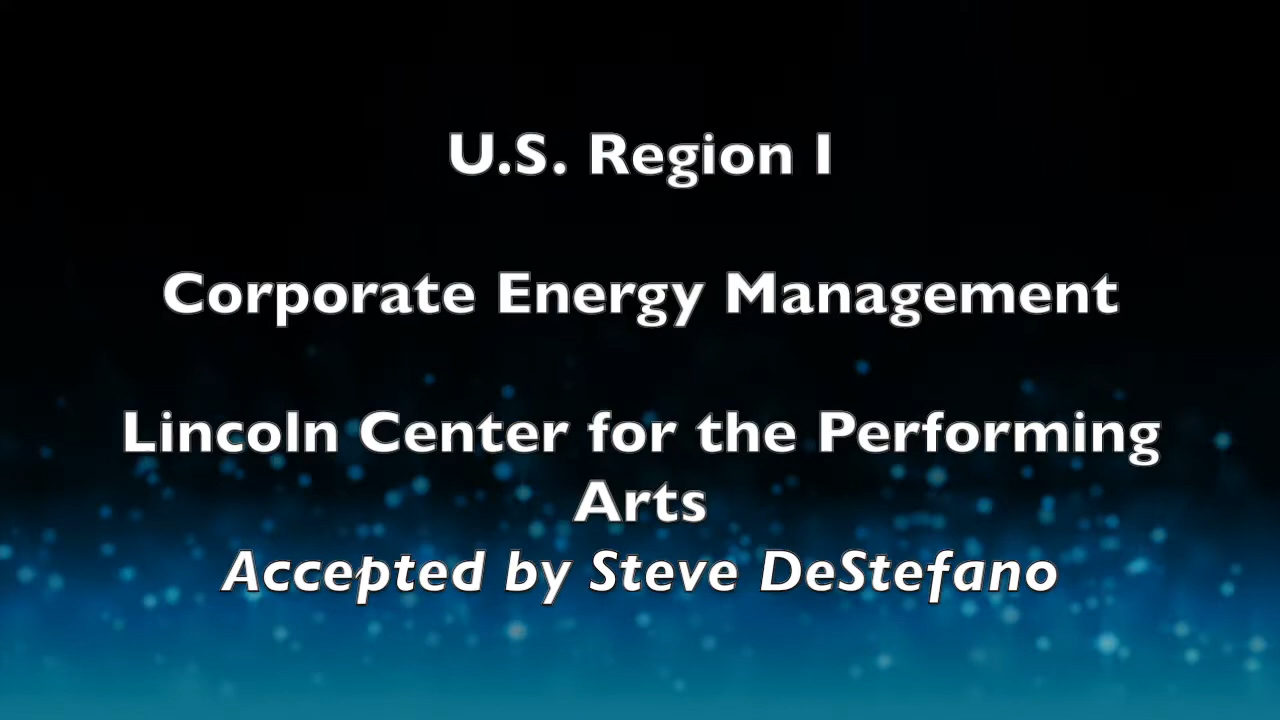 U.S. Region I
Corporate Energy Management
Lincoln Center for the Performing
Arts
Accepted by Steve DeStefano